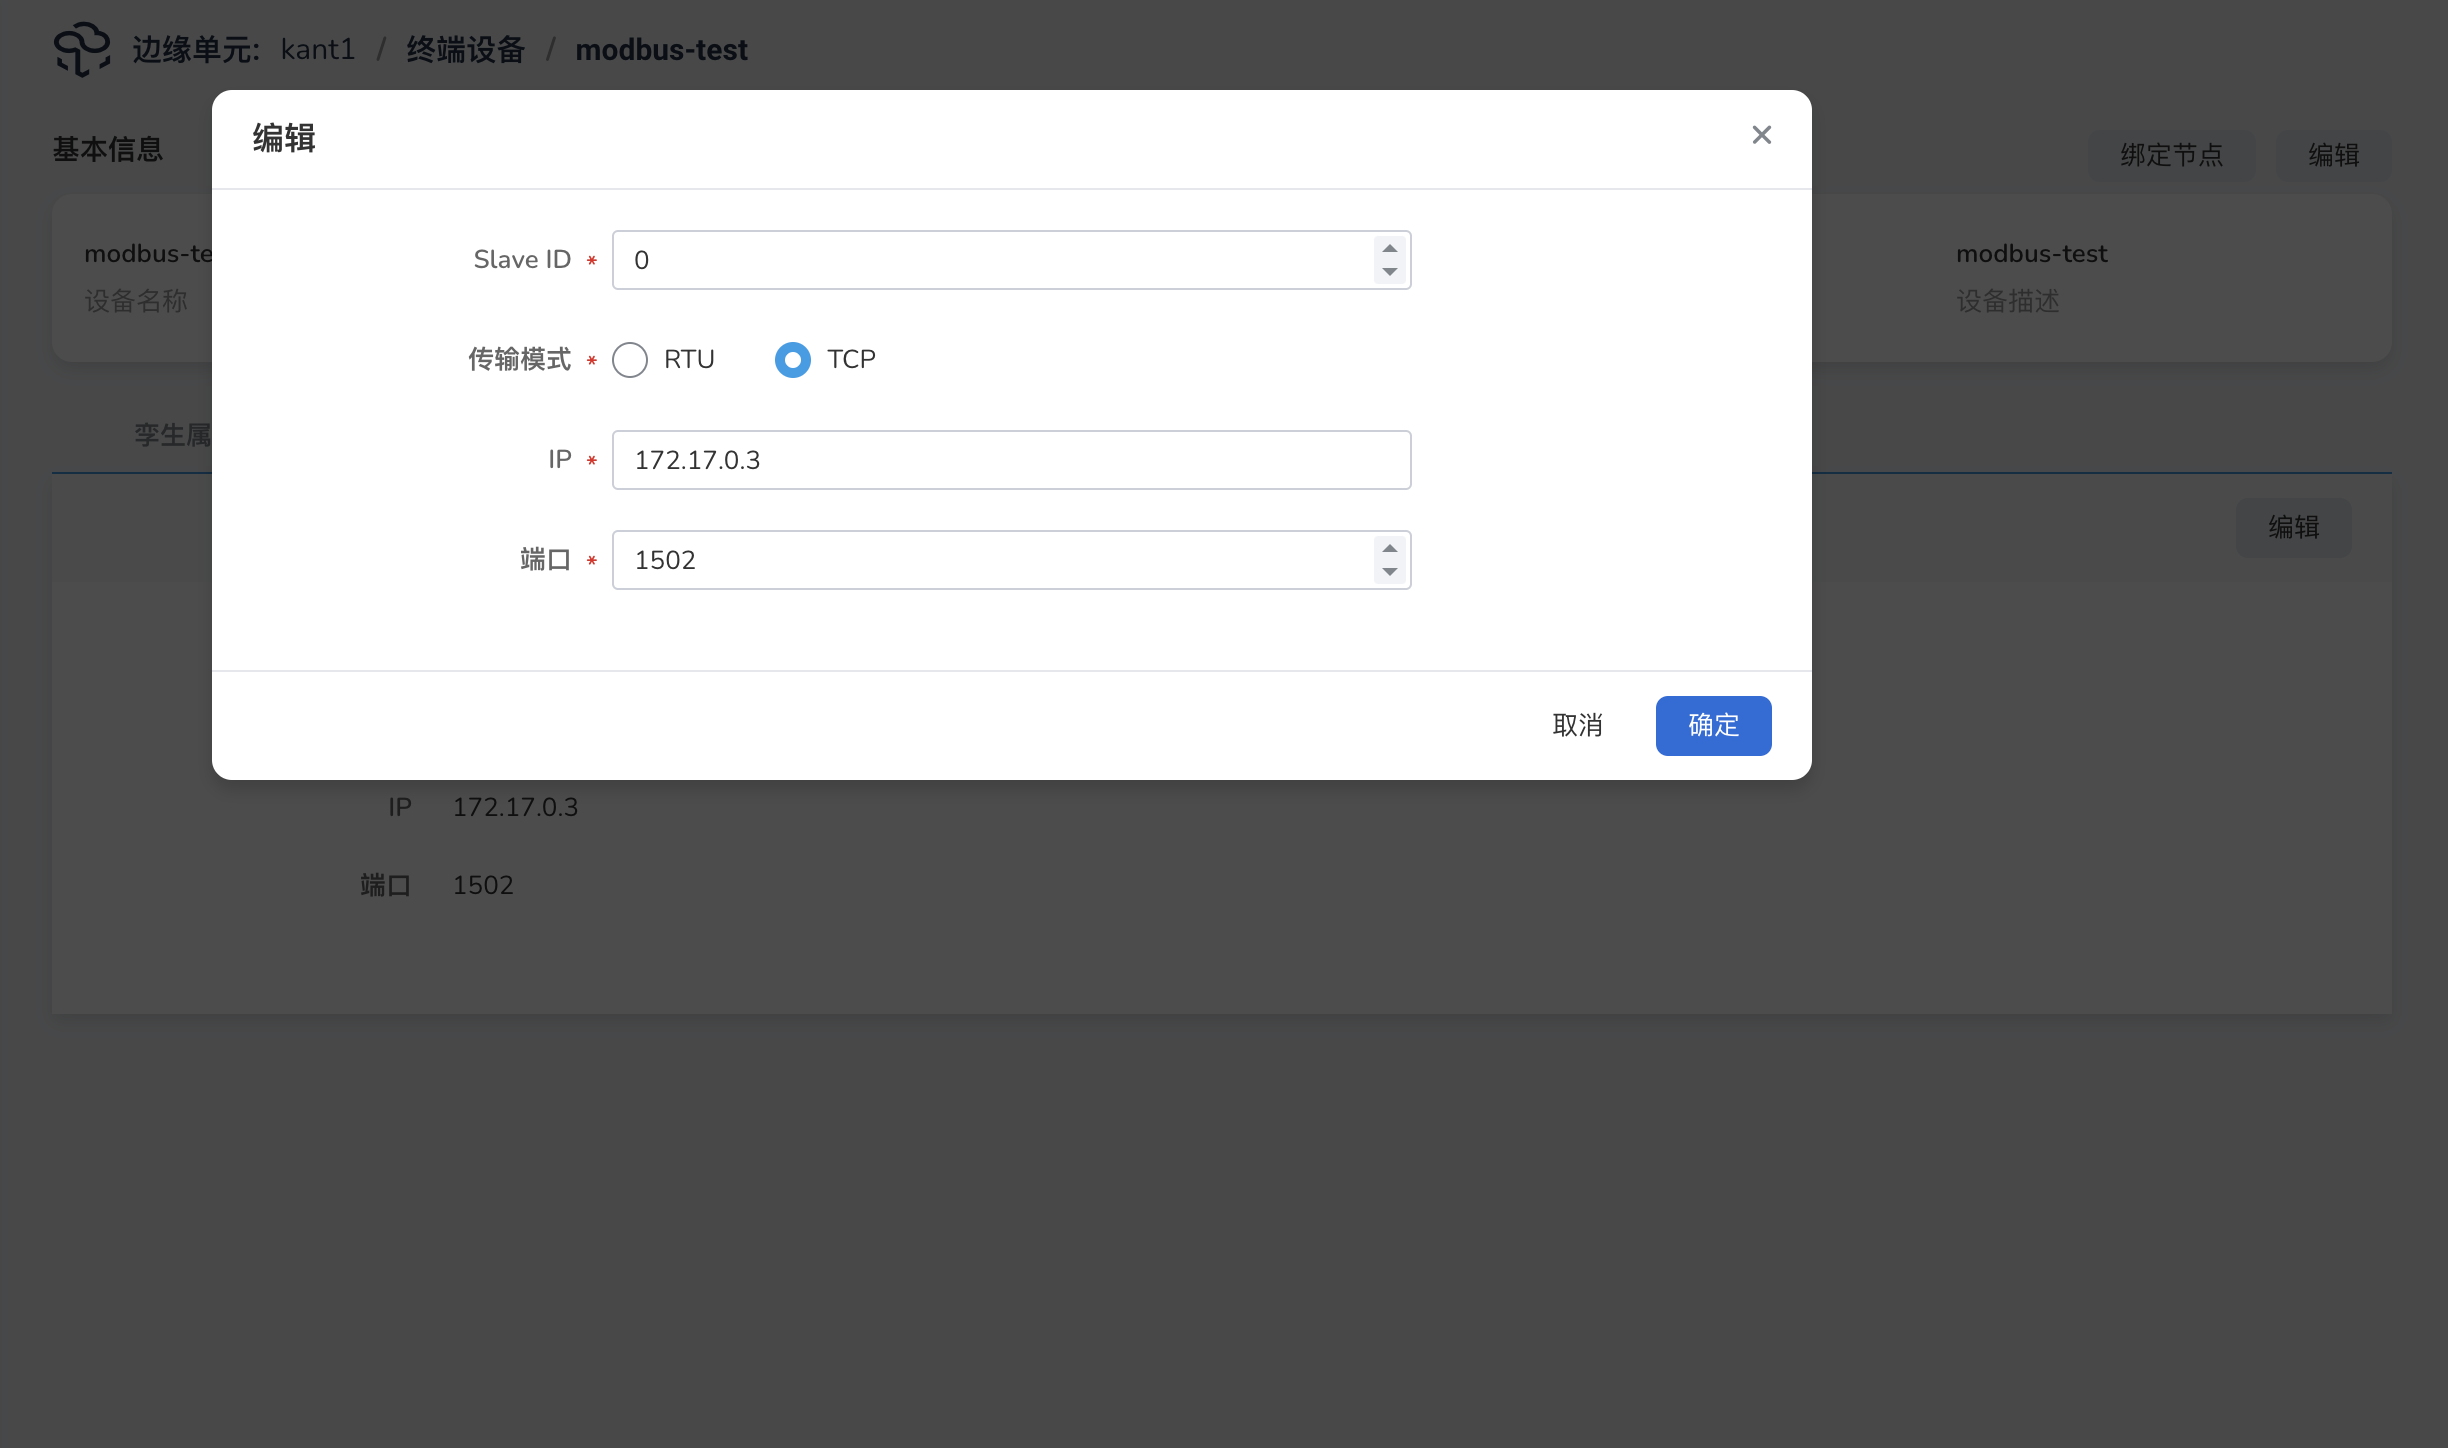 边缘单元: kant1 / 终端设备 / modbus-test
编辑
基本信息
绑定节点 编辑
Slave ID * 0
modbus-te
modbus-test
设备名称
设备描述
传输模式 * RTU TCP
孪生属
IP * 172.17.0.3
编辑
端口 * 1502
取消 确定
IP 172.17.0.3
端口 1502